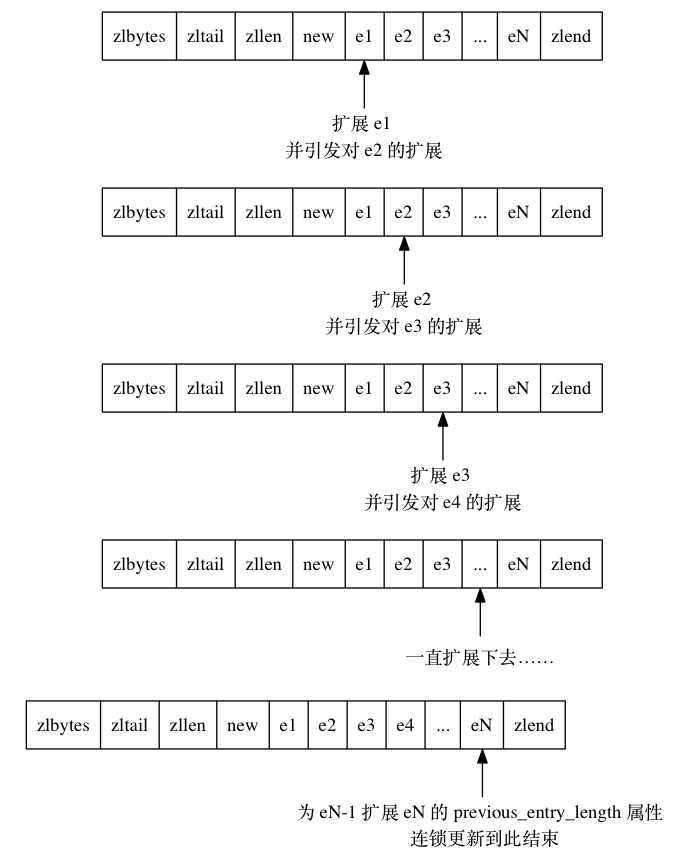 zlbytes zltail zllen new e1 e2 e3 ... eN zlend
扩展 e1
并引发对 e2 的扩展
zlbytes zltail zllen new e1 e2 e3 ... eN zlend
扩展 e2
并引发对 e3 的扩展
zlbytes zltail zllen new e1 e2 e3 ... eN zlend
扩展 e3
并引发对 e4 的扩展
zlbytes zltail zllen new e1 e2 e3 ... eN zlend
一直扩展下去……
zlbytes zltail zllen new e1 e2 e3 e4 ... eN zlend
为 eN-1 扩展 eN 的 previous_entry_length 属性
连锁更新到此结束